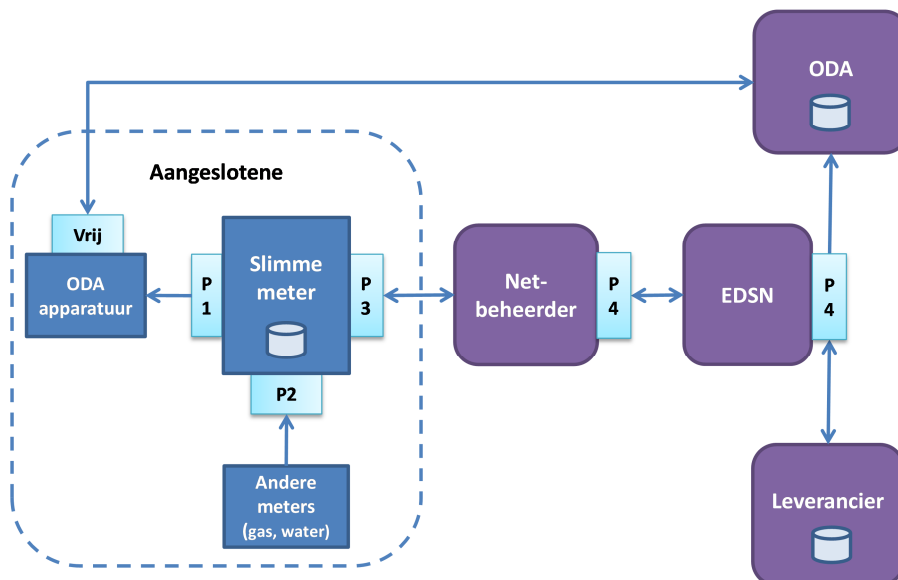 ODA
Aangeslotene
Vrij
ODA
apparatuur
P
1
Slimme
meter
P
3
P2
Andere
meters
(gas, water)
Net-
beheerder
P
4
EDSN
P
4
Leverancier